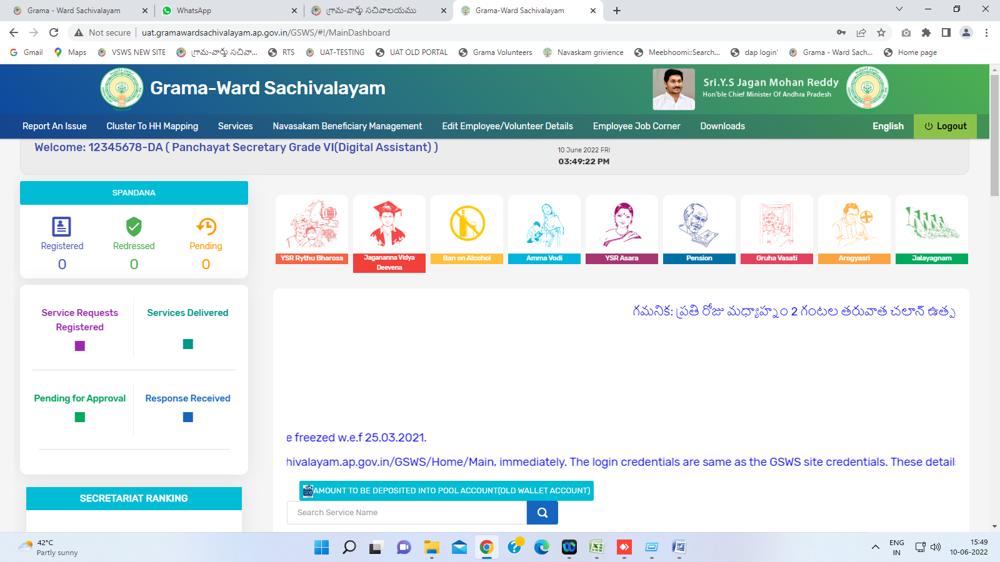 Grama - Ward Sachivalayam
WhatsApp
గ్రామ-వార్డు సచివాలయము
Grama-Ward Sachivalayam
Not secure
uat.gramawardsachivalayam.ap.gov.in/GSWS/#!/MainDashboard
Gmail
Maps
VSWS NEW SITE
గ్రామ-వార్డు సచివా...
RTS
UAT-TESTING
UAT OLD PORTAL
Grama Volunteers
Navaskam grivience
Meebhoomi::Search...
dap login'
Grama - Ward Sach...
Home page
Grama-Ward Sachivalayam
Sri.Y.S Jagan Mohan Reddy
Hon'ble Chief Minister Of Andhra Pradesh
Report An Issue
Cluster To HH Mapping
Services
Navasakam Beneficiary Management
Edit Employee/Volunteer Details
Employee Job Corner
Downloads
English
Logout
Welcome: 12345678-DA ( Panchayat Secretary Grade VI(Digital Assistant) )
10 June 2022 FRI
03:49:22 PM
SPANDANA
Registered
Redressed
Pending
0
0
0
YSR Rythu Bharosa
Jagananna Vidya
Deevena
Ban on Alcohol
Amma Vodi
YSR Asara
Pension
Gruha Vasati
Arogyasri
Jalayagnam
Service Requests
Registered
Services Delivered
Pending for Approval
Response Received
SECRETARIAT RANKING
గమనిక: ప్రతి రోజు మధ్యాహ్నం 2 గంటల తరువాత చలాన్ ఉత్ప
e freezed w.e.f 25.03.2021.
hivalayam.ap.gov.in/GSWS/Home/Main, immediately. The login credentials are same as the GSWS site credentials. These detail
AMOUNT TO BE DEPOSITED INTO POOL ACCOUNT(OLD WALLET ACCOUNT)
Search Service Name
42°C
Partly sunny
ENG
IN
15:49
10-06-2022